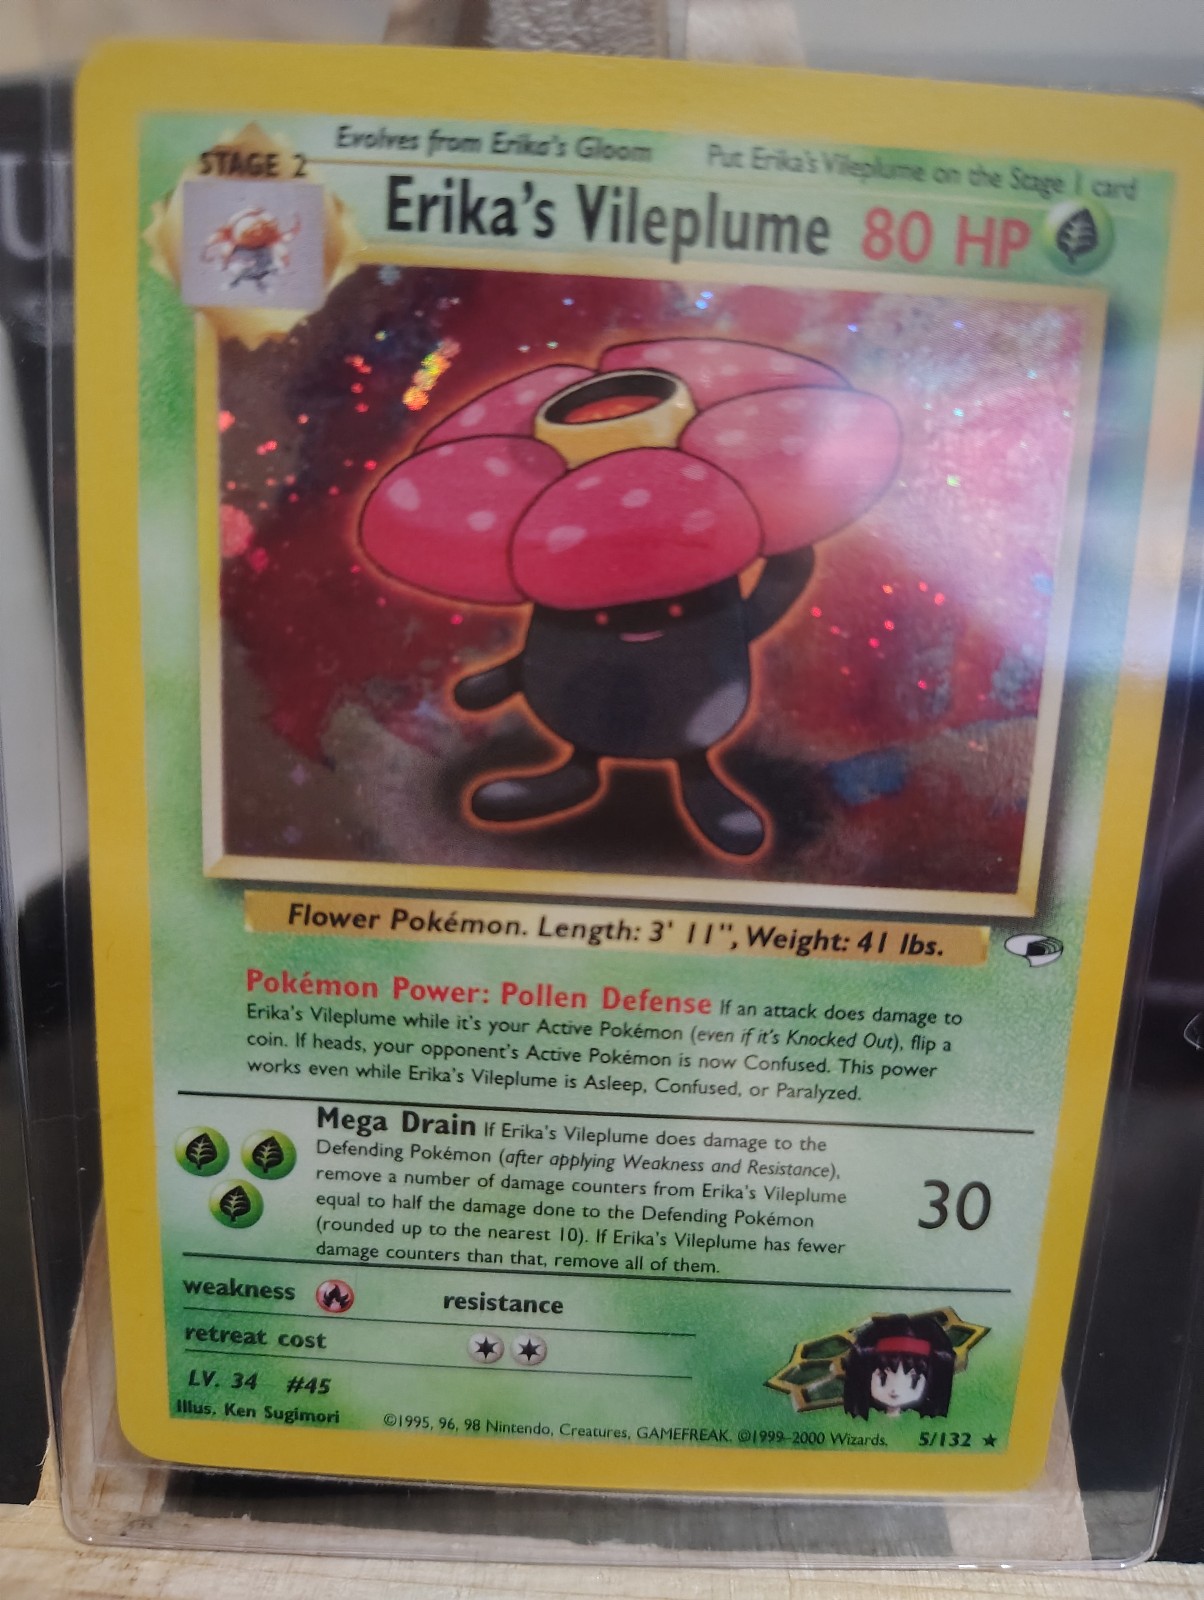 Evolves from Erika's Gloom Put Erika's Vileplume on the Stage 1 card
STAGE 2
Erika's Vileplume 80 HP
Flower Pokémon. Length: 3' 11", Weight: 41 lbs.
Pokémon Power: Pollen Defense If an attack does damage to
Erika's Vileplume while it's your Active Pokémon (even if it's Knocked Out), flip a
coin. If heads, your opponent's Active Pokémon is now Confused. This power
works even while Erika's Vileplume is Asleep, Confused, or Paralyzed.
Mega Drain If Erika's Vileplume does damage to the
Defending Pokémon (after applying Weakness and Resistance),
remove a number of damage counters from Erika's Vileplume
equal to half the damage done to the Defending Pokémon
(rounded up to the nearest 10). If Erika's Vileplume has fewer
damage counters than that, remove all of them.
30
weakness resistance
retreat cost
LV. 34 #45
Illus. Ken Sugimori ©1995, 96, 98 Nintendo, Creatures, GAMEFREAK. ©1999-2000 Wizards. 5/132 ★